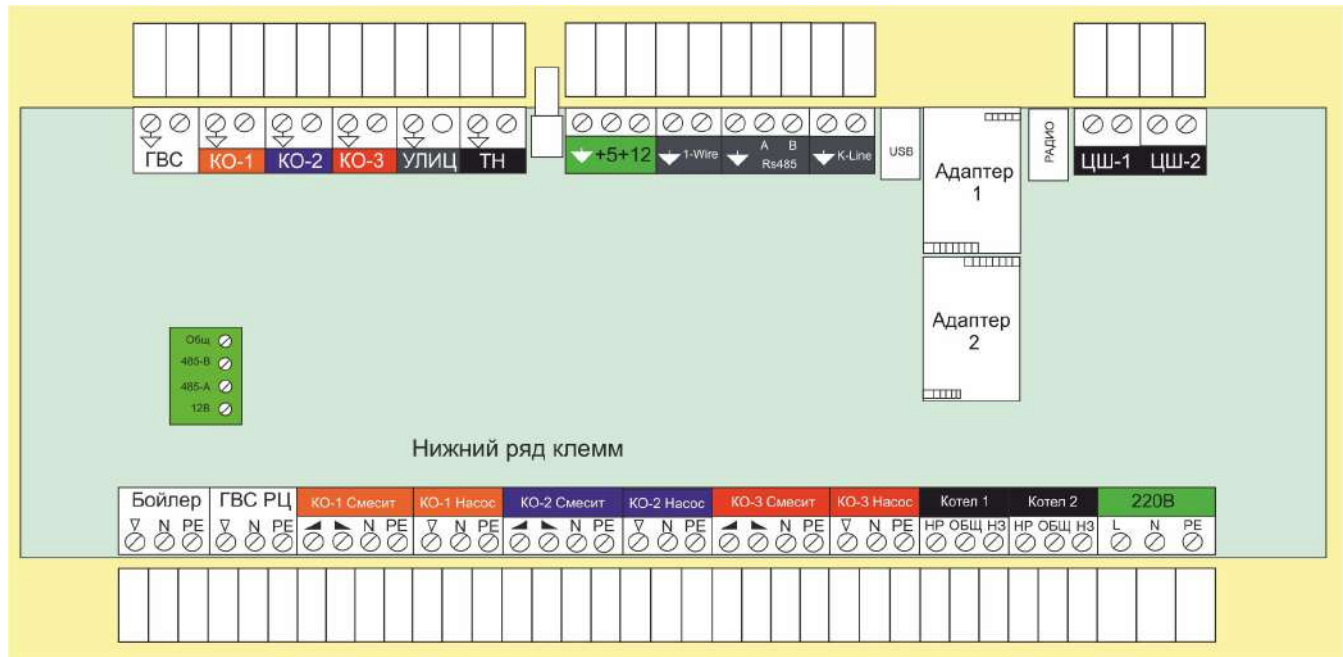 ГВС КО-1 КО-2 КО-3 УЛИЦ ТН
+5+12 1-Wire A B Rs485 K-Line
USB
Адаптер
1
РАДИО
ЦШ-1 ЦШ-2
Адаптер
2
Общ
485-B
485-A
12В
Нижний ряд клемм
Бойлер ГВС РЦ КО-1 Смесит КО-1 Насос КО-2 Смесит КО-2 Насос КО-3 Смесит КО-3 Насос Котел 1 Котел 2 220В
N PE N PE N PE N PE N PE N PE N PE N PE НР ОБЩ НЗ НР ОБЩ НЗ L N PE